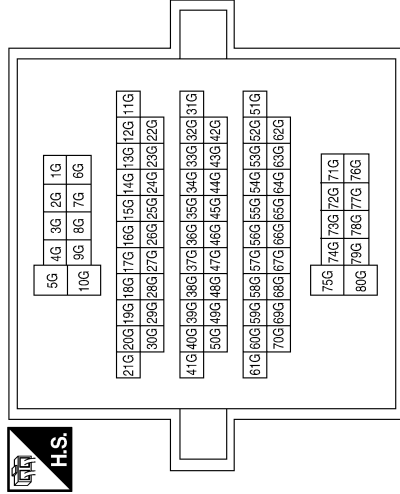 H.S.
5G 4G 3G 2G 1G
10G 9G 8G 7G 6G
21G 20G 19G 18G 17G 16G 15G 14G 13G 12G 11G
30G 29G 28G 27G 26G 25G 24G 23G 22G
41G 40G 39G 38G 37G 36G 35G 34G 33G 32G 31G
50G 49G 48G 47G 46G 45G 44G 43G 42G
61G 60G 59G 58G 57G 56G 55G 54G 53G 52G 51G
70G 69G 68G 67G 66G 65G 64G 63G 62G
75G 74G 73G 72G 71G
80G 79G 78G 77G 76G